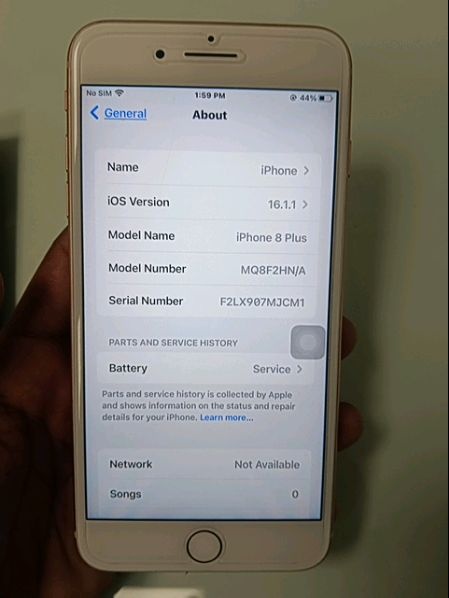 No SIM 1:59 PM 44%
General About
Name iPhone
iOS Version 16.1.1
Model Name iPhone 8 Plus
Model Number MQ8F2HN/A
Serial Number F2LX907MJCM1
PARTS AND SERVICE HISTORY
Battery Service
Parts and service history is collected by Apple
and shows information on the status and repair
details for your iPhone. Learn more...
Network Not Available
Songs 0